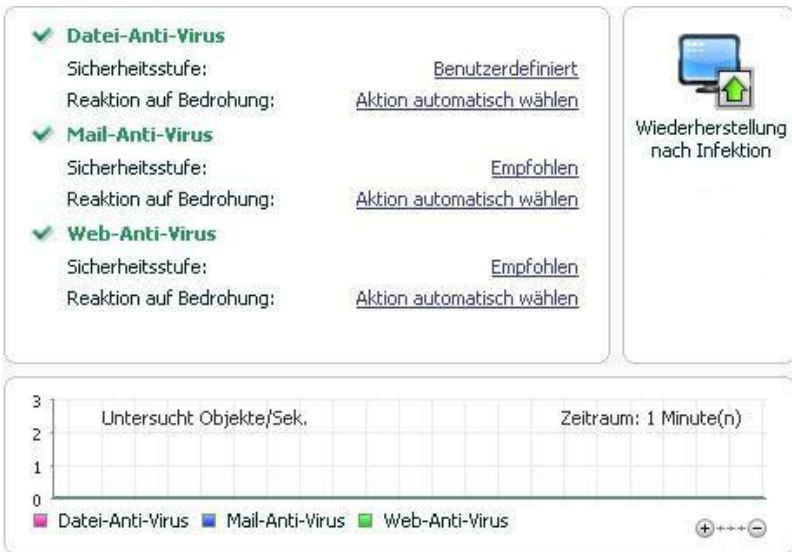 Datei-Anti-Virus
Sicherheitsstufe: Benutzerdefiniert
Reaktion auf Bedrohung: Aktion automatisch wählen
Mail-Anti-Virus
Sicherheitsstufe: Empfohlen
Reaktion auf Bedrohung: Aktion automatisch wählen
Web-Anti-Virus
Sicherheitsstufe: Empfohlen
Reaktion auf Bedrohung: Aktion automatisch wählen
Wiederherstellung
nach Infektion
3
Untersucht Objekte/Sek. Zeitraum: 1 Minute(n)
2
1
0
Datei-Anti-Virus Mail-Anti-Virus Web-Anti-Virus